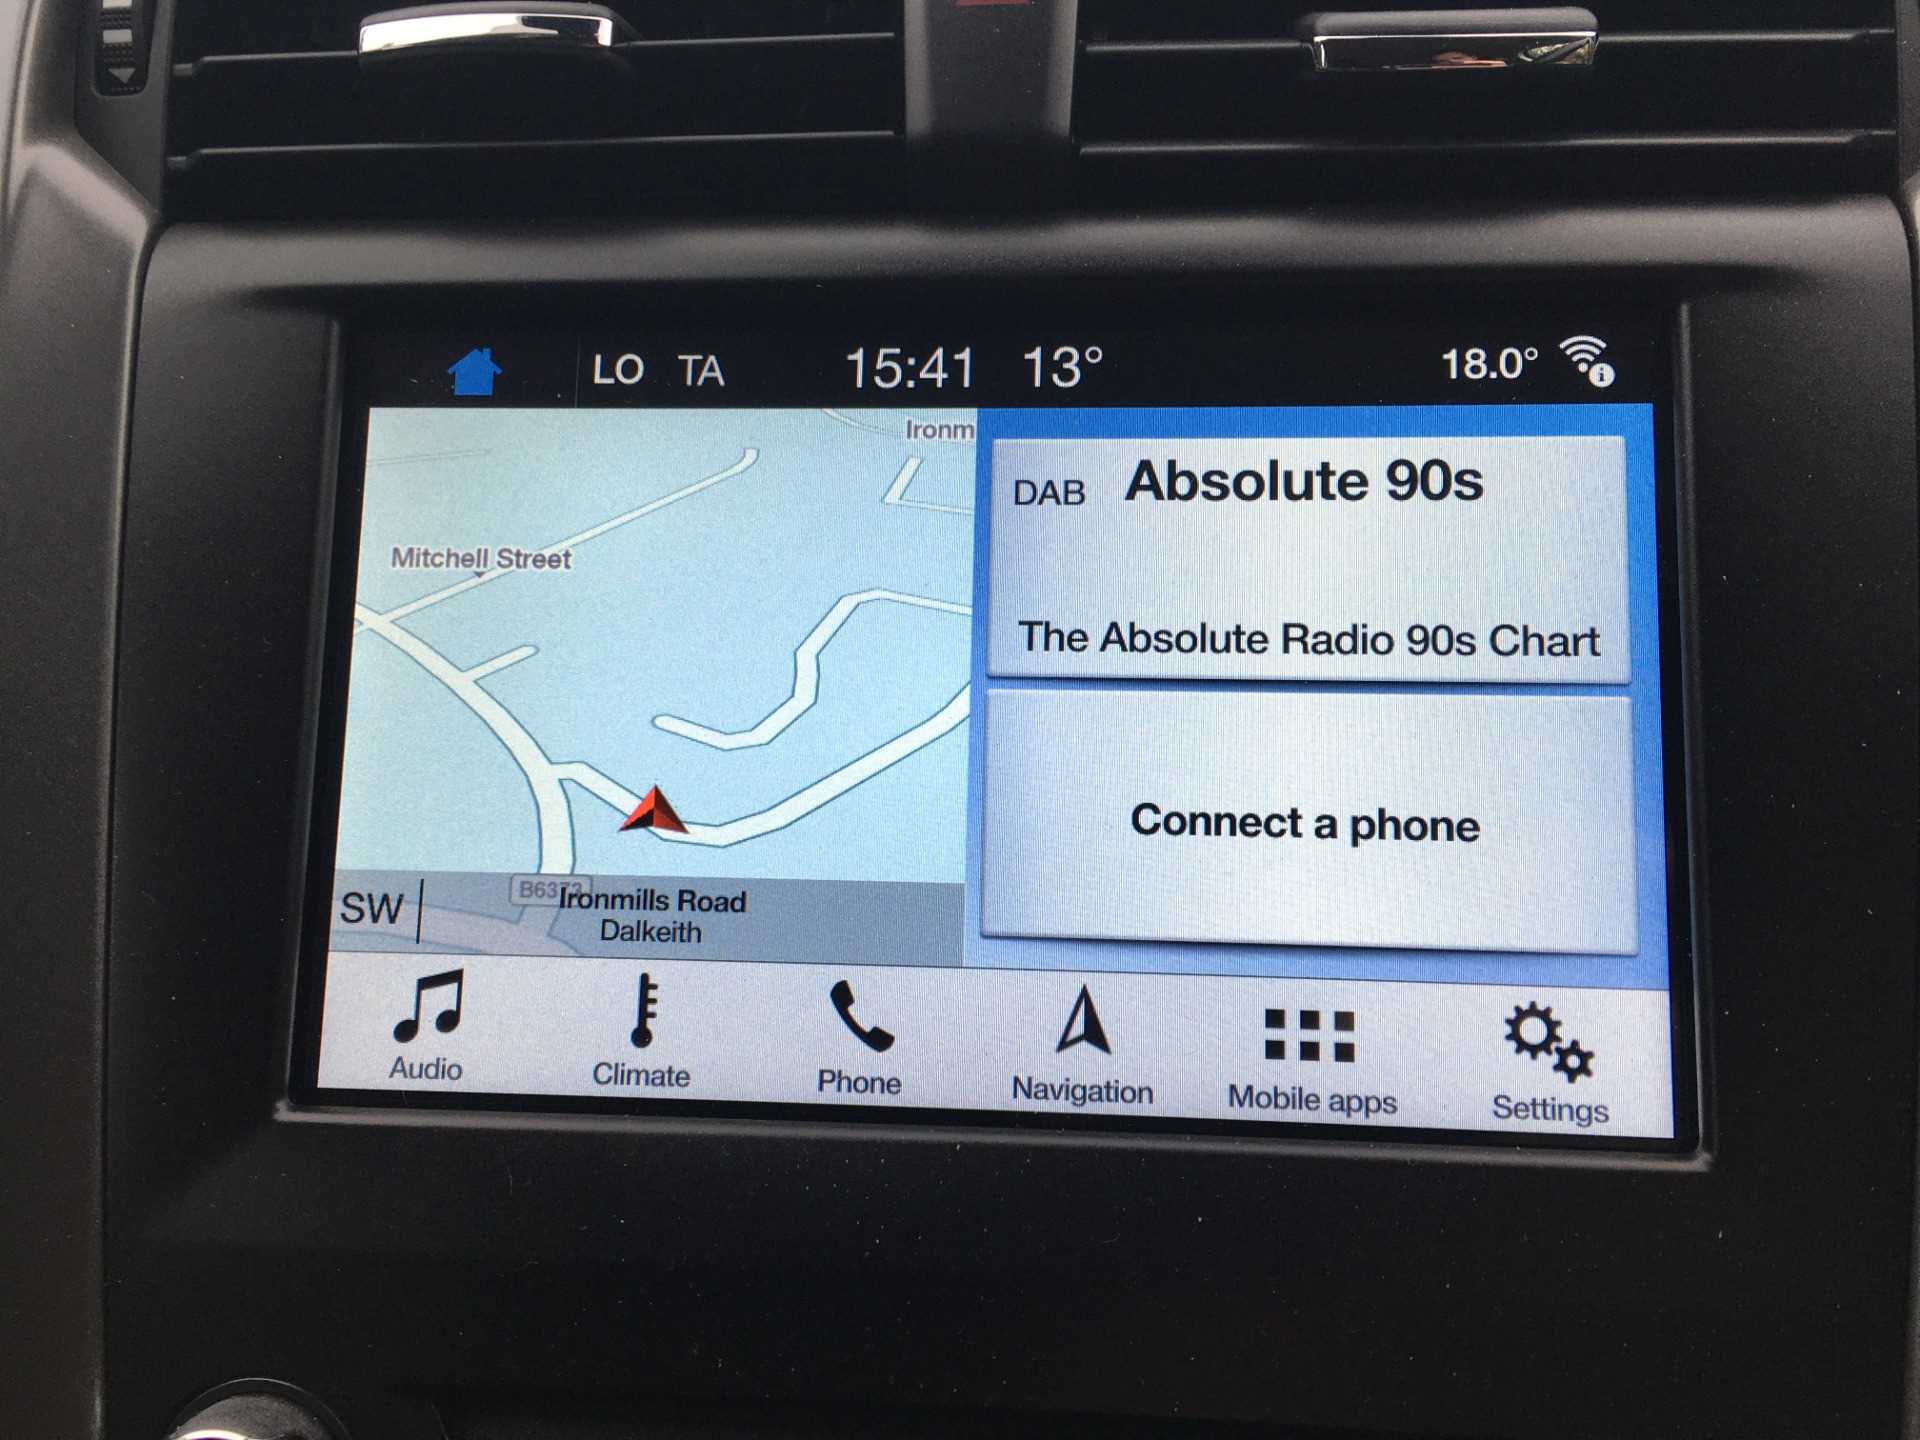 LO TA 15:41 13° 18.0°
Ironm
Mitchell Street
DAB Absolute 90s
The Absolute Radio 90s Chart
Connect a phone
SW
Ironmills Road
Dalkeith
Audio Climate Phone Navigation Mobile apps Settings